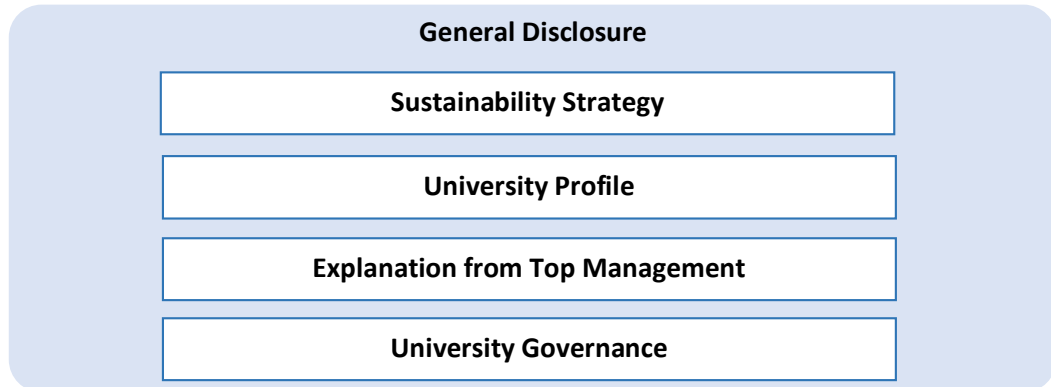 General Disclosure
Sustainability Strategy
University Profile
Explanation from Top Management
University Governance